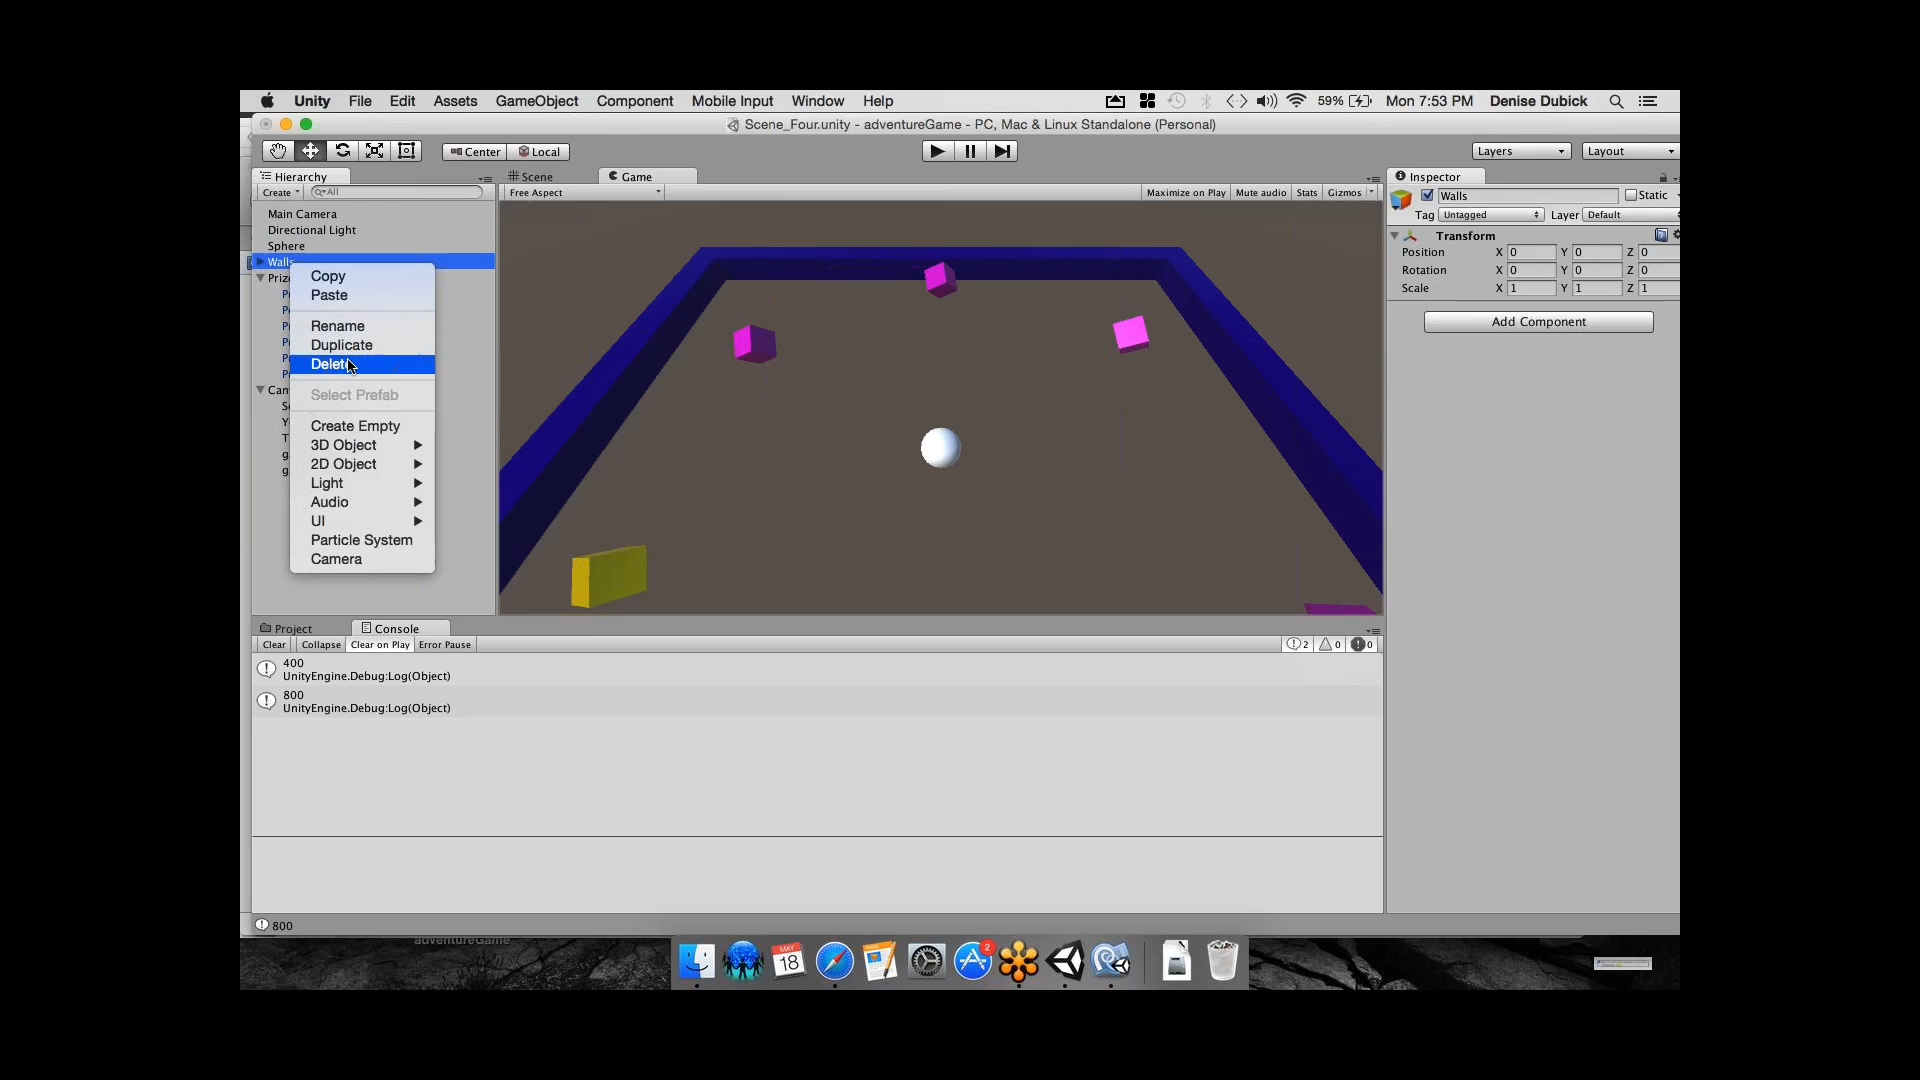 Unity File Edit Assets GameObject Component Mobile Input Window Help 59% Mon 7:53 PM Denise Dubick
Scene_Four.unity - adventureGame - PC, Mac & Linux Standalone (Personal)
Center Local Layers Layout
Hierarchy Scene Game Inspector
Create All Free Aspect Maximize on Play Mute audio Stats Gizmos Walls Static
Tag Untagged Layer Default
Main Camera
Directional Light
Sphere
Walls
Transform
Position X 0 Y 0 Z 0
Rotation X 0 Y 0 Z 0
Scale X 1 Y 1 Z 1
Add Component
Copy
Paste
Rename
Duplicate
Delete
Select Prefab
Create Empty
3D Object
2D Object
Light
Audio
UI
Particle System
Camera
Project Console
Clear Collapse Clear on Play Error Pause 2 0 0
400
UnityEngine.Debug:Log(Object)
800
UnityEngine.Debug:Log(Object)
800
adventureGame
MAY
18
2